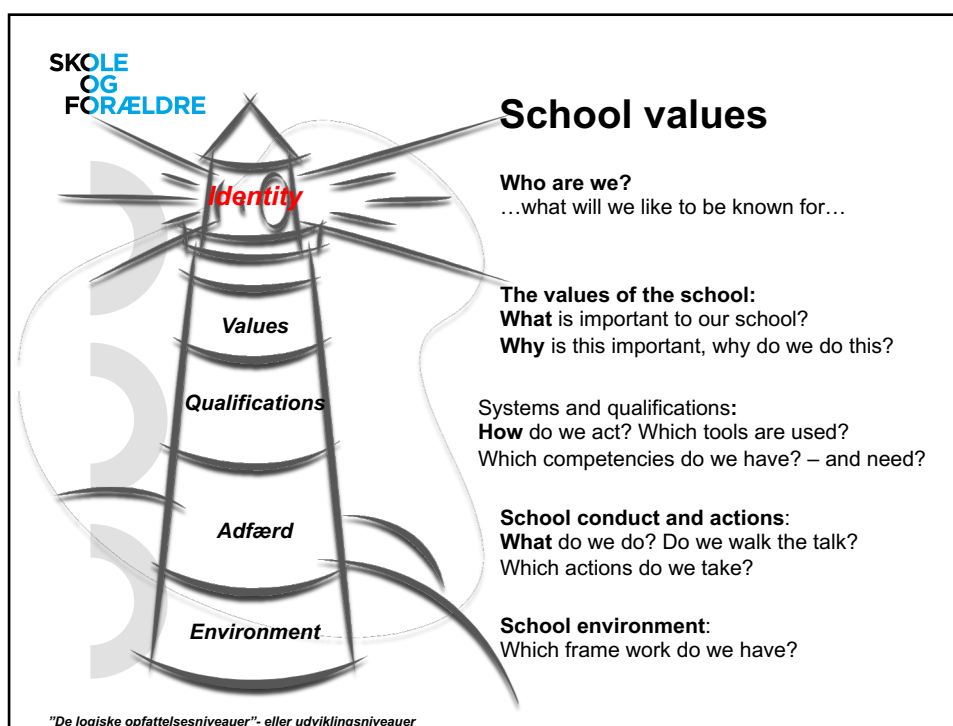 SKOLE
OG
FORÆLDRE
School values
Identity
Who are we?
…what will we like to be known for…
Values
The values of the school:
What is important to our school?
Why is this important, why do we do this?
Qualifications
Systems and qualifications:
How do we act? Which tools are used?
Which competencies do we have? – and need?
Adfærd
School conduct and actions:
What do we do? Do we walk the talk?
Which actions do we take?
Environment
School environment:
Which frame work do we have?
”De logiske opfattelsesniveauer”- eller udviklingsniveauer